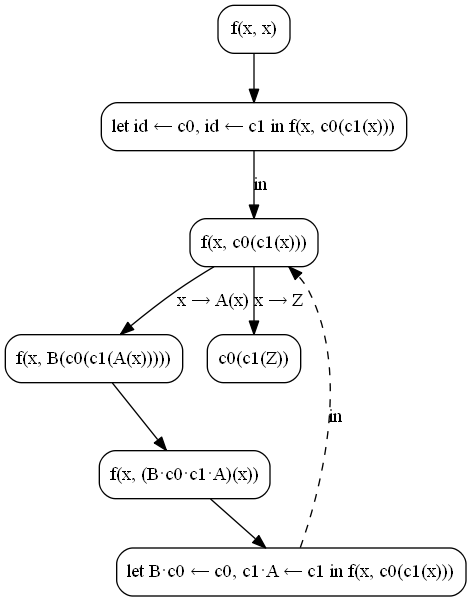 f(x, x)
let id ← c0, id ← c1 in f(x, c0(c1(x)))
in
f(x, c0(c1(x)))
x → A(x) x → Z
f(x, B(c0(c1(A(x)))))
c0(c1(Z))
in
f(x, (B·c0·c1·A)(x))
let B·c0 ← c0, c1·A ← c1 in f(x, c0(c1(x)))